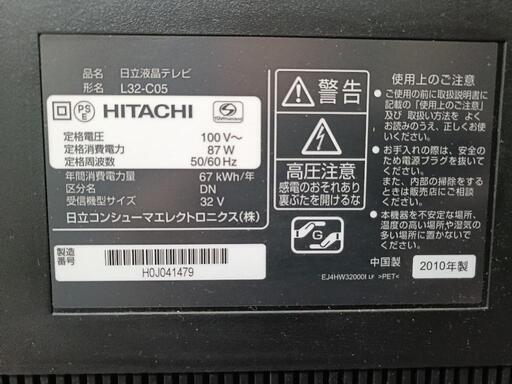 品名 日立液晶テレビ
形名 L32-C05
PS
E
HITACHI
定格電圧 100 V～
定格消費電力 87 W
定格周波数 50/60 Hz
年間消費電力量 67 kWh/年
区分名 DN
受信機型サイズ 32 V
日立コンシューマエレクトロニクス(株)
製造
番号
H0J041479
警告
高圧注意
感電のおそれあり
裏ぶたを開けるな
G
使用上のご注意
●ご使用の前に取扱説明書に
記載の「使用上のご注意」
及び 取扱い方法を よく
お読みのうえ、正しくお使
いください。
●お手入れの際は、安全の
ため電源プラグを抜いて
ください。
また、内部の掃除をする
ときは販売店にご相談
ください。
●本機器を不安定な場所、
温度の高い場所や湿気の
多い場所に置かないで
ください。
中国製
2010年製
EJ4HW32000I LF >PET<